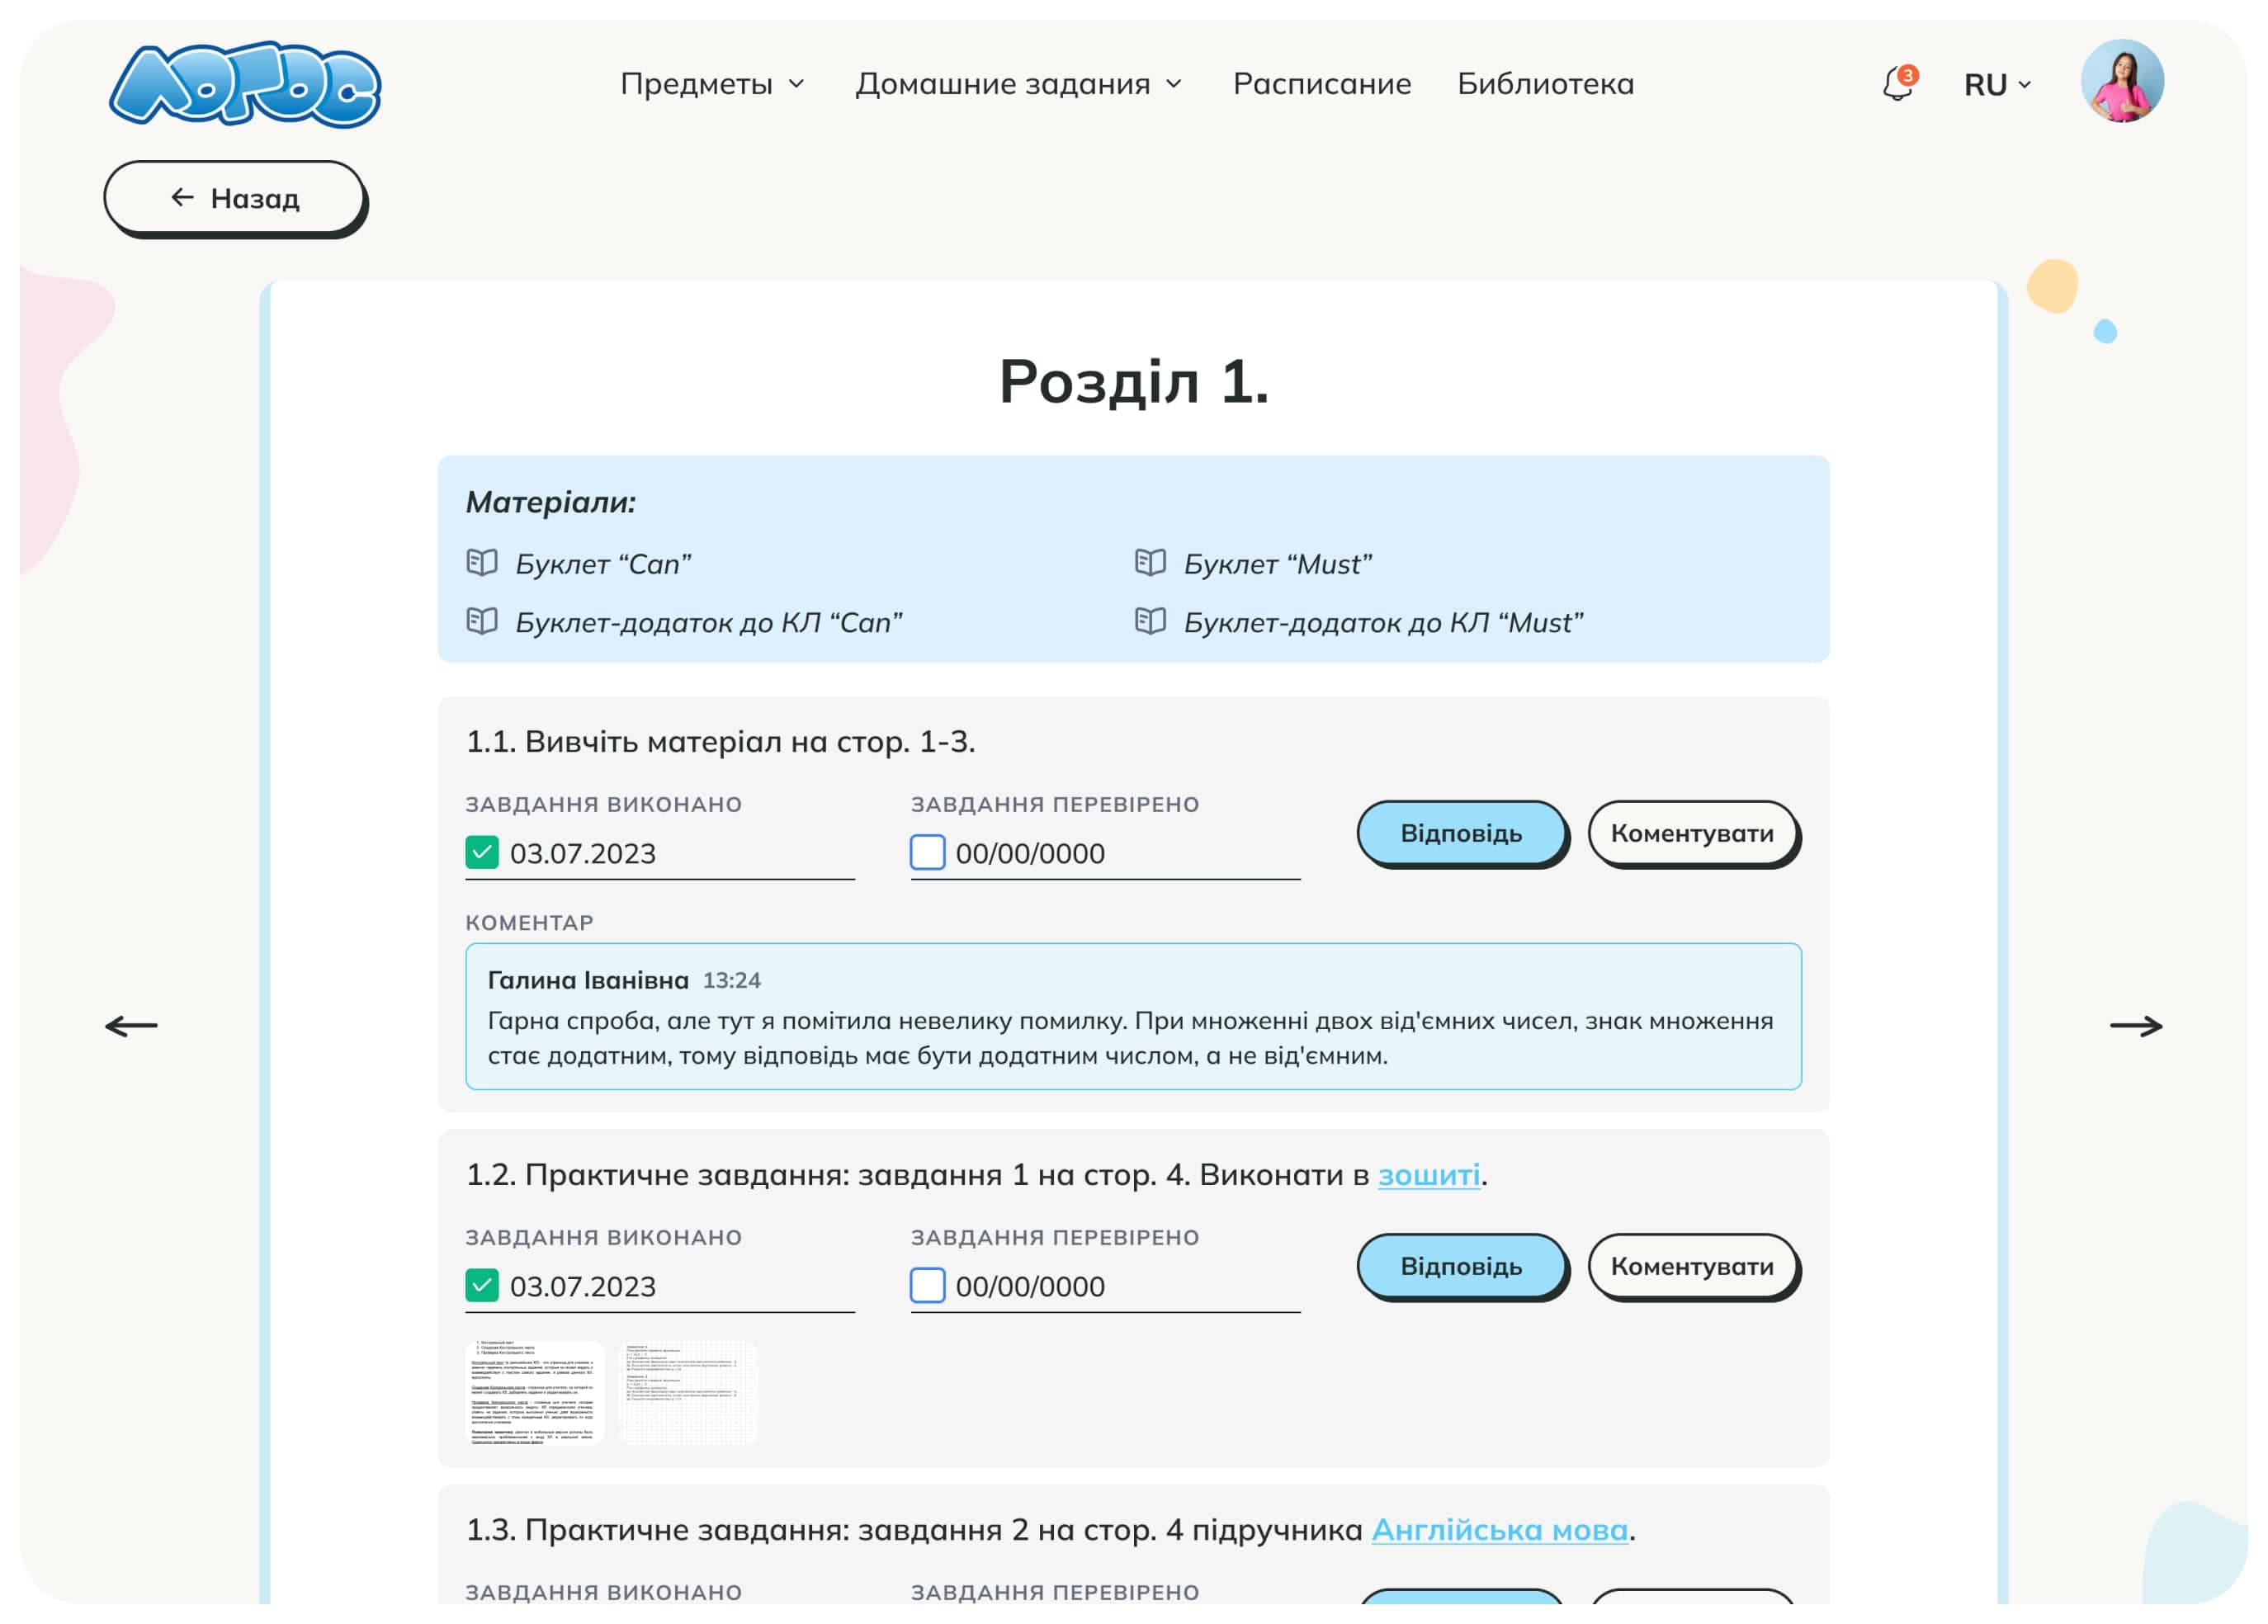 ЛОГОС
Предметы
Домашние задания
Расписание
Библиотека
3
RU
Назад
Розділ 1.
Матеріали:
Буклет “Can”
Буклет “Must”
Буклет-додаток до КЛ “Can”
Буклет-додаток до КЛ “Must”
1.1. Вивчіть матеріал на стор. 1-3.
ЗАВДАННЯ ВИКОНАНО
ЗАВДАННЯ ПЕРЕВІРЕНО
03.07.2023
00/00/0000
Відповідь
Коментувати
КОМЕНТАР
Галина Іванівна 13:24
Гарна спроба, але тут я помітила невелику помилку. При множенні двох від'ємних чисел, знак множення
стає додатним, тому відповідь має бути додатним числом, а не від'ємним.
1.2. Практичне завдання: завдання 1 на стор. 4. Виконати в зошиті.
ЗАВДАННЯ ВИКОНАНО
ЗАВДАННЯ ПЕРЕВІРЕНО
03.07.2023
00/00/0000
Відповідь
Коментувати
1.3. Практичне завдання: завдання 2 на стор. 4 підручника Англійська мова.
ЗАВДАННЯ ВИКОНАНО
ЗАВДАННЯ ПЕРЕВІРЕНО